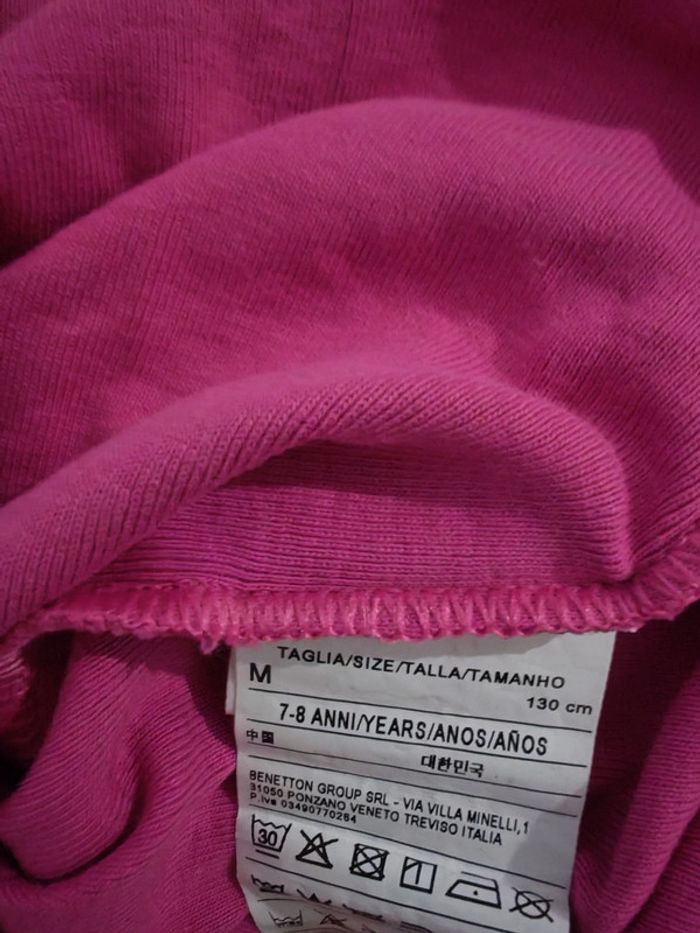 TAGLIA/SIZE/TALLA/TAMANHO
M
130 cm
7-8 ANNI/YEARS/ANOS/AÑOS
中国
대한민국
BENETTON GROUP SRL - VIA VILLA MINELLI,1
31050 PONZANO VENETO TREVISO ITALIA
P.Iva 03490770264
30